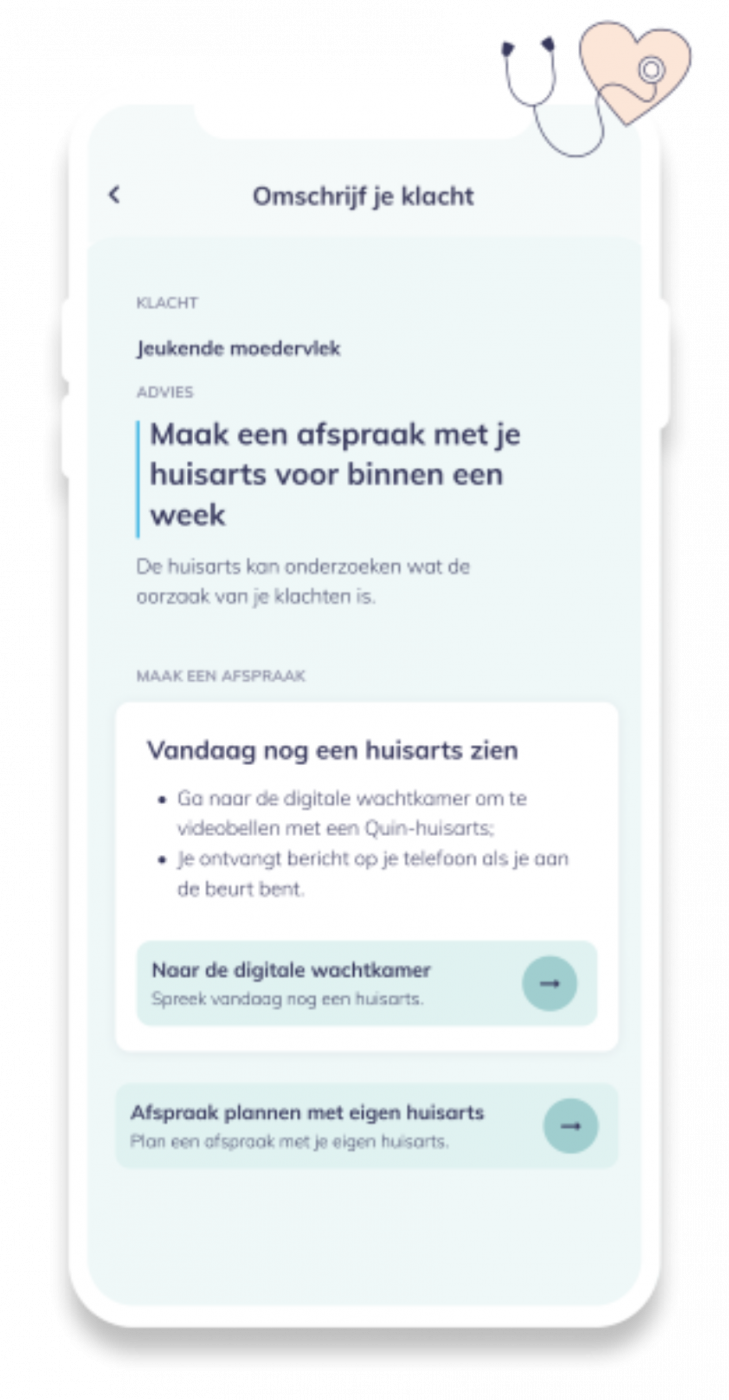 Omschrijf je klacht
KLACHT
Jeukende moedervlek
ADVIES
Maak een afspraak met je
huisarts voor binnen een
week
De huisarts kan onderzoeken wat de
oorzaak van je klachten is.
MAAK EEN AFSPRAAK
Vandaag nog een huisarts zien
• Ga naar de digitale wachtkamer om te
videobellen met een Quin-huisarts;
• Je ontvangt bericht op je telefoon als je aan
de beurt bent.
Naar de digitale wachtkamer
Spreek vandaag nog een huisarts.
Afspraak plannen met eigen huisarts
Plan een afspraak met je eigen huisarts.